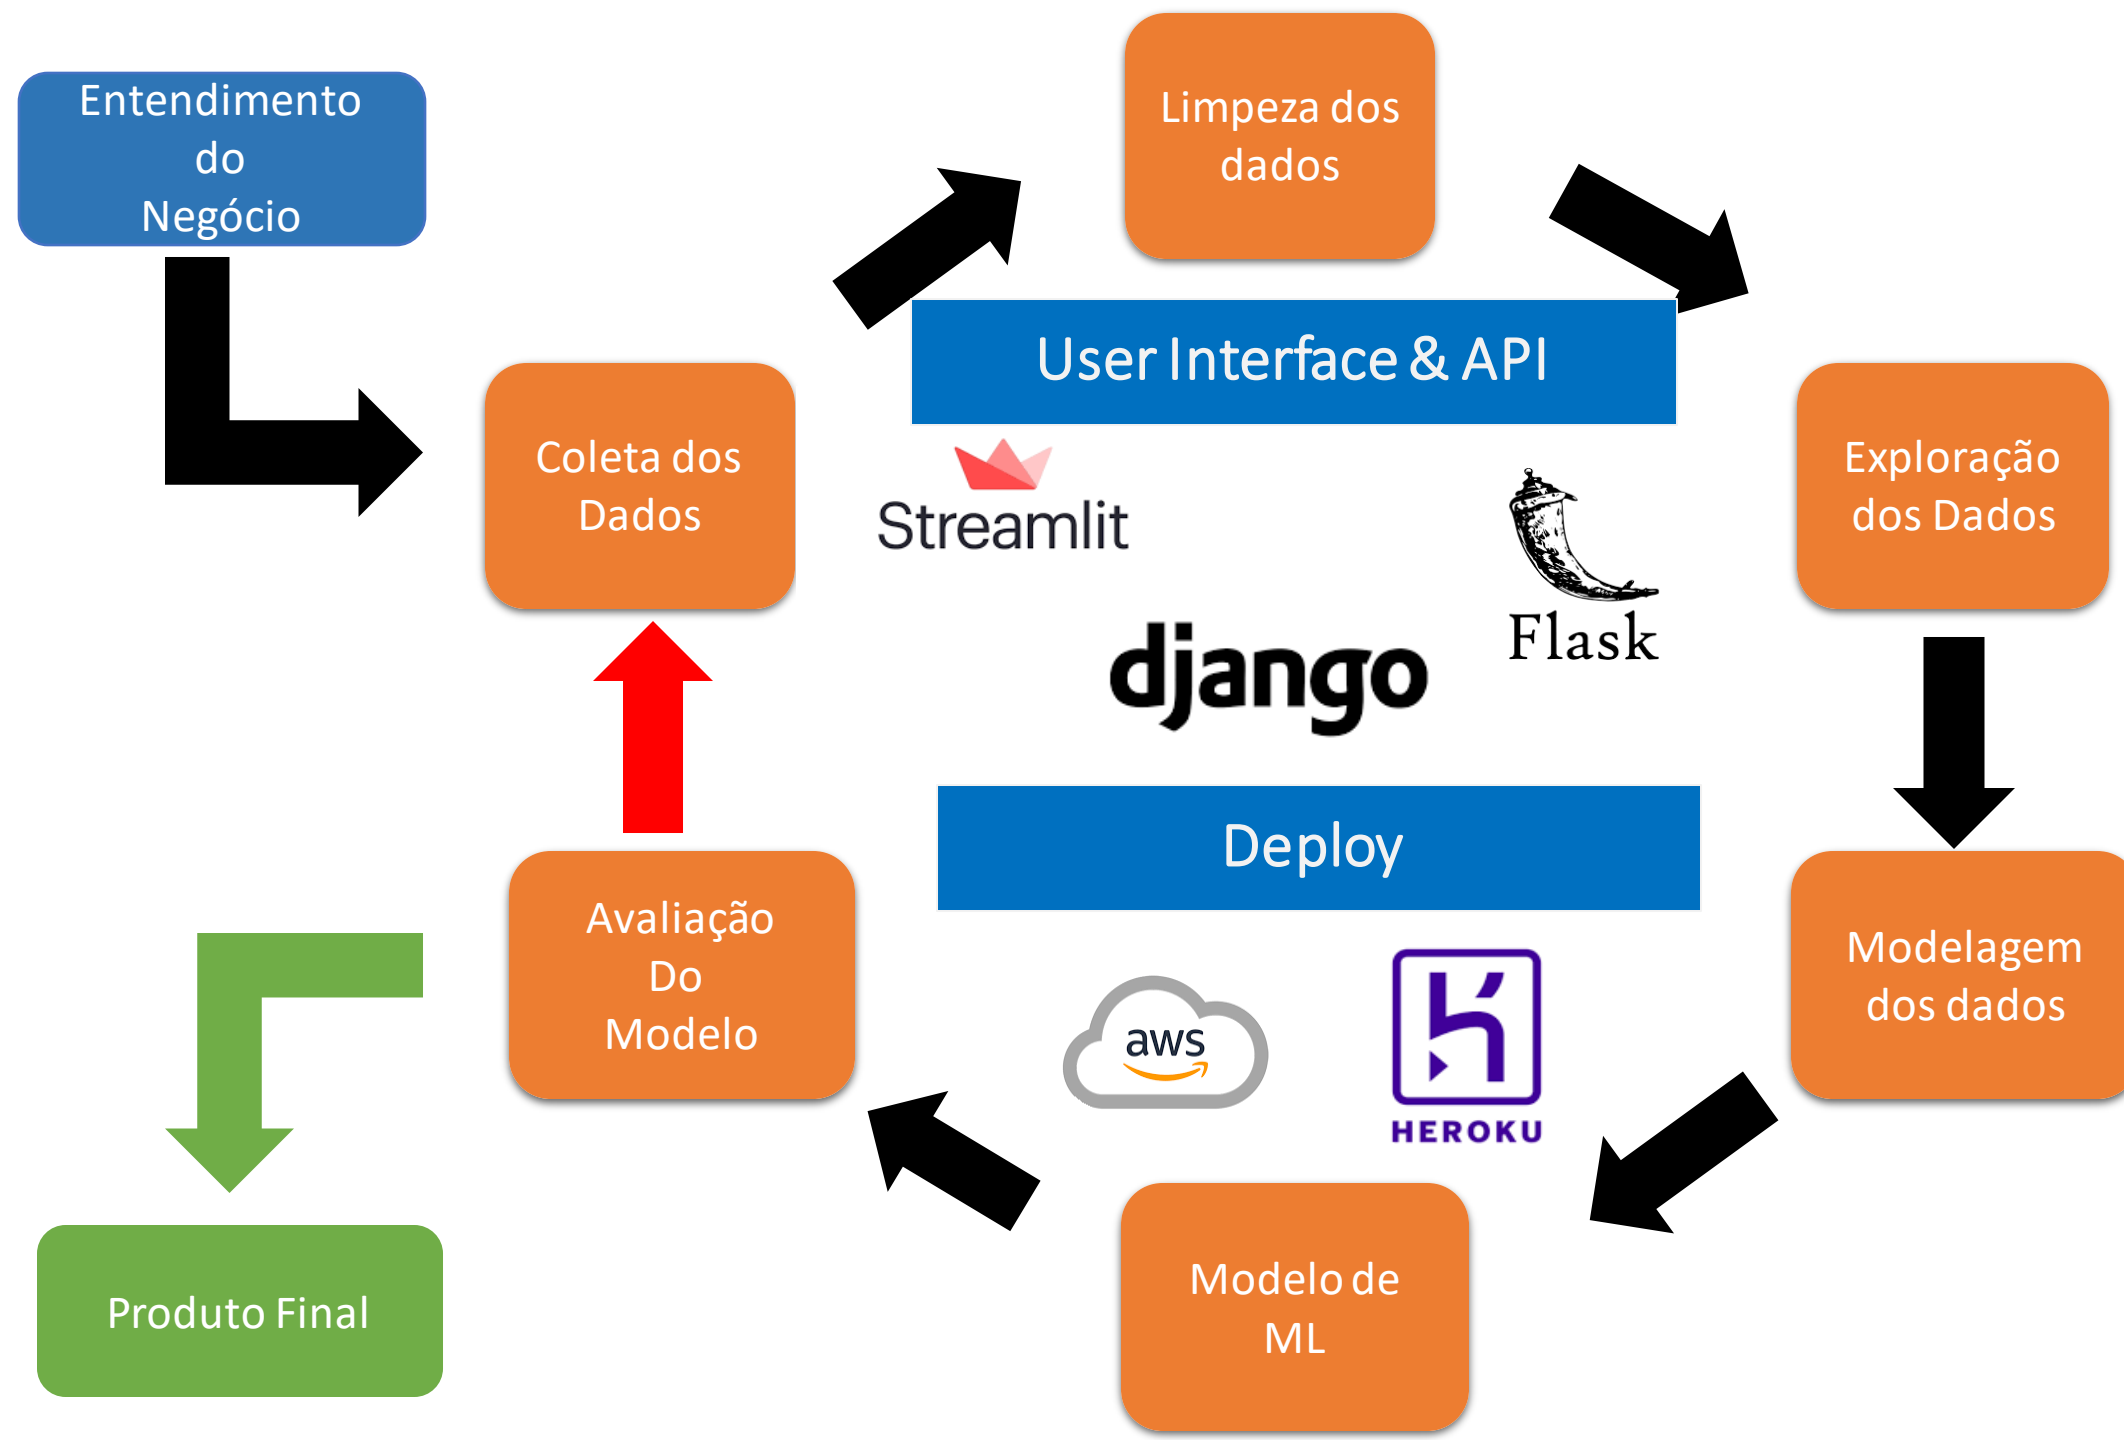 Entendimento
do
Negócio
Limpeza dos
dados
User Interface & API
Coleta dos
Dados
Streamlit
Flask
django
Exploração
dos Dados
Deploy
Avaliação
Do
Modelo
aws
HEROKU
Modelagem
dos dados
Modelo de
ML
Produto Final